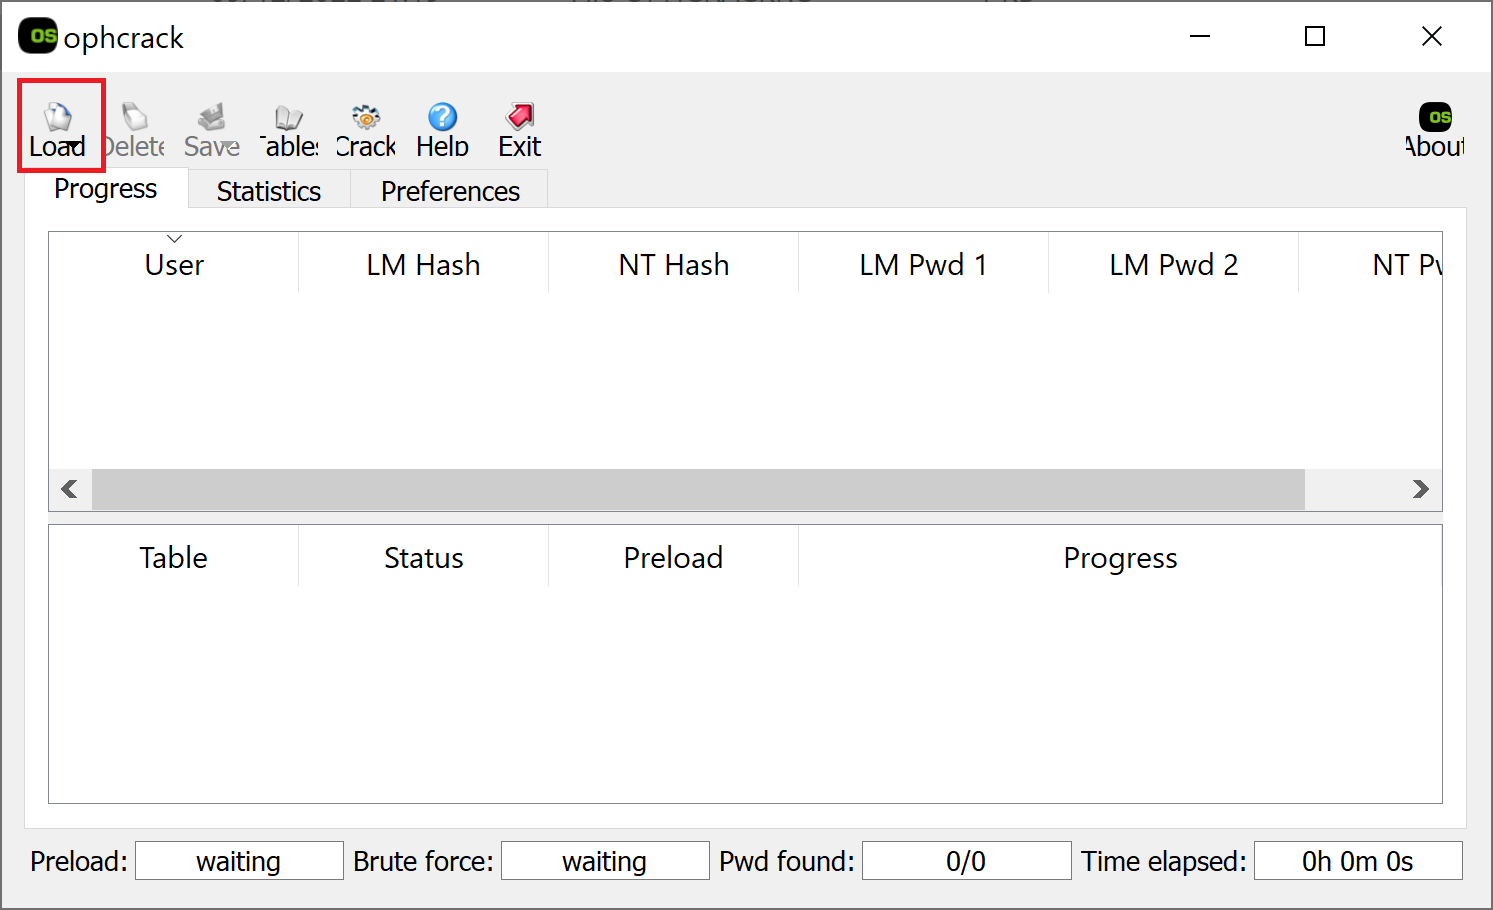 OS ophcrack
Load Delete Save Tables Crack Help Exit OS About
Progress Statistics Preferences
User LM Hash NT Hash LM Pwd 1 LM Pwd 2 NT Pw
Table Status Preload Progress
Preload: waiting Brute force: waiting Pwd found: 0/0 Time elapsed: 0h 0m 0s